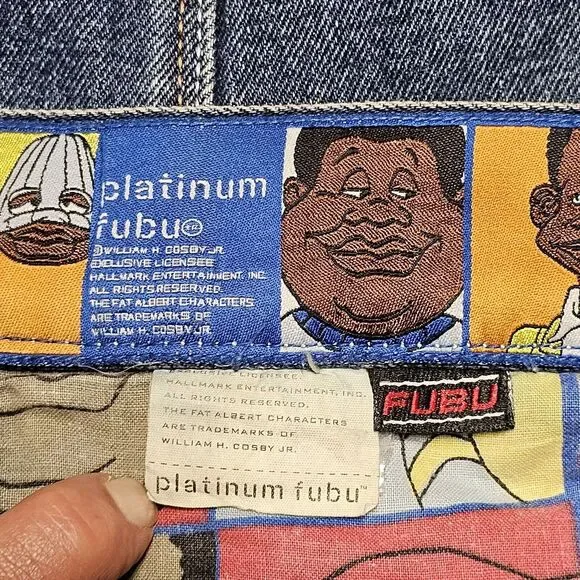 platinum
fubu
© WILLIAM H. COSBY JR.
EXCLUSIVE LICENSEE
HALLMARK ENTERTAINMENT, INC.
ALL RIGHTS RESERVED.
THE FAT ALBERT CHARACTERS
ARE TRADEMARKS OF
WILLIAM H. COSBY JR.
EXCLUSIVE LICENSEE
HALLMARK ENTERTAINMENT, INC.
ALL RIGHTS RESERVED.
THE FAT ALBERT CHARACTERS
ARE TRADEMARKS OF
WILLIAM H. COSBY JR.
platinum fubu™
FUBU